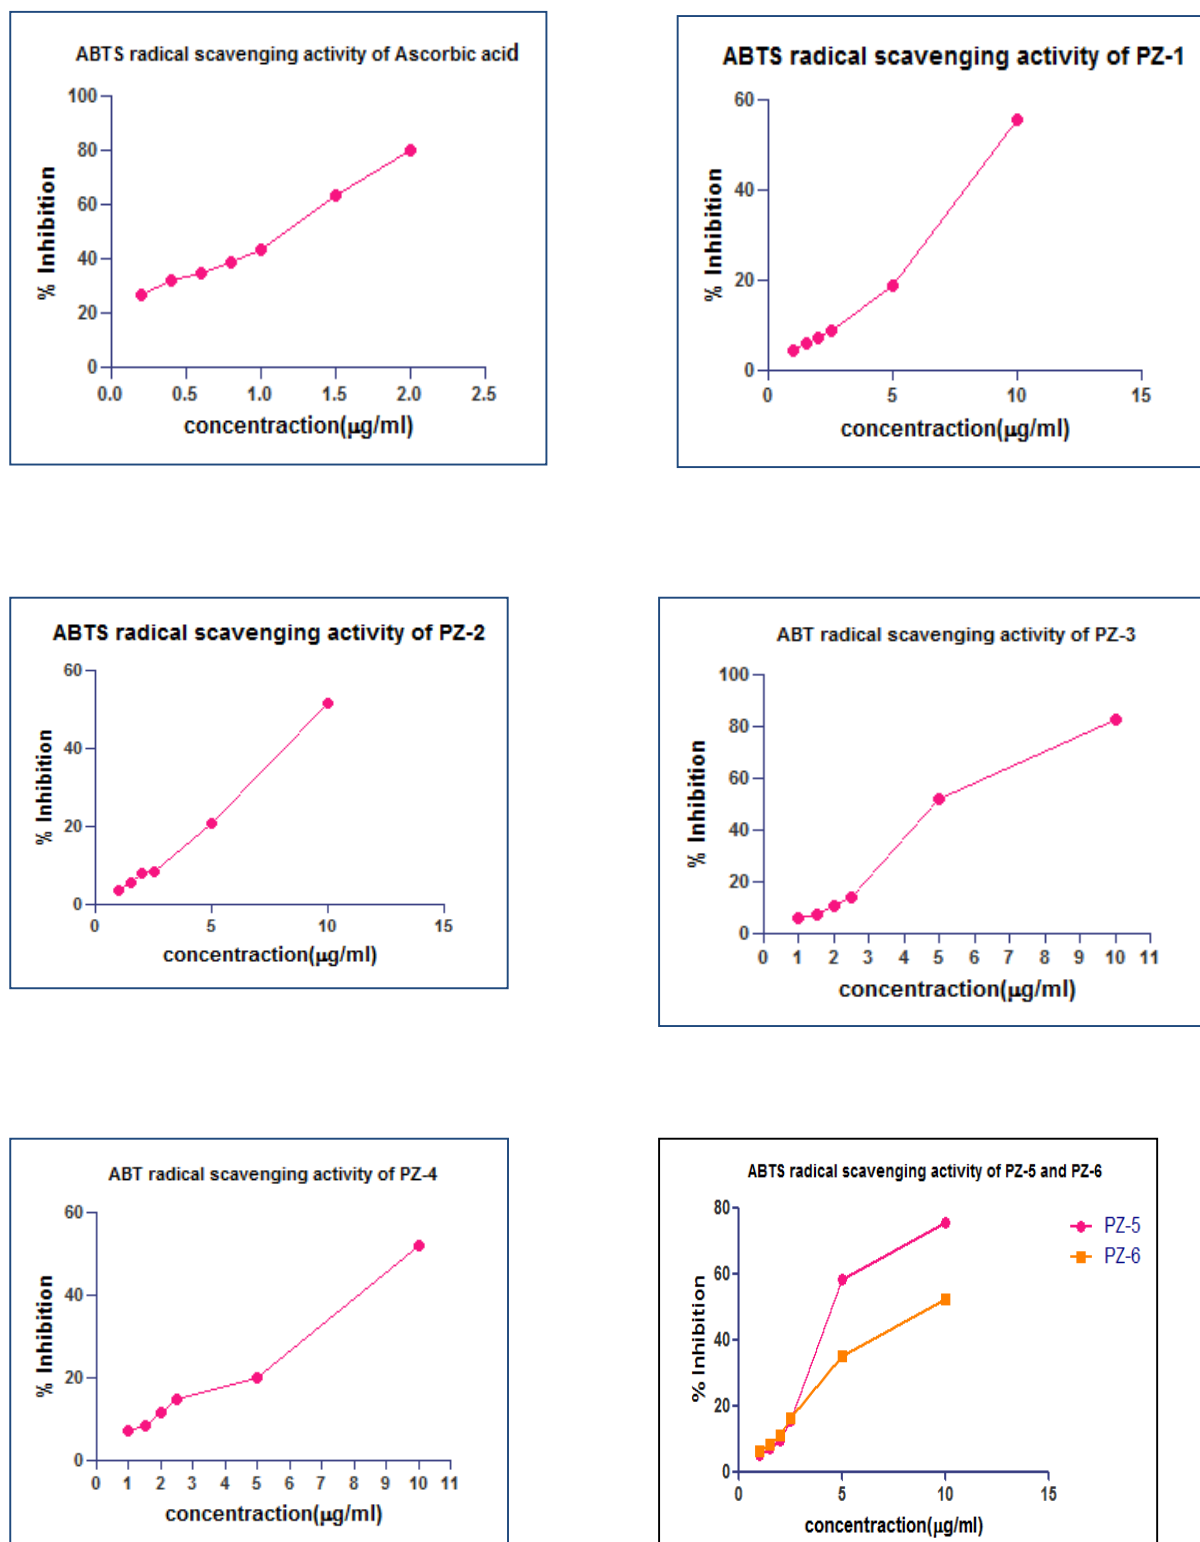 ABTS radical scavenging activity of Ascorbic acid
100
80
60
40
20
0
% Inhibition
0.0 0.5 1.0 1.5 2.0 2.5
concentraction(μg/ml)
ABTS radical scavenging activity of PZ-1
60
40
20
0
% Inhibition
0 5 10 15
concentraction(μg/ml)
ABTS radical scavenging activity of PZ-2
60
40
20
0
% Inhibition
0 5 10 15
concentraction(μg/ml)
ABT radical scavenging activity of PZ-3
100
80
60
40
20
0
% Inhibition
0 1 2 3 4 5 6 7 8 9 10 11
concentraction(μg/ml)
ABT radical scavenging activity of PZ-4
60
40
20
0
% Inhibition
0 1 2 3 4 5 6 7 8 9 10 11
concentraction(μg/ml)
ABTS radical scavenging activity of PZ-5 and PZ-6
80
60
40
20
0
% Inhibition
PZ-5
PZ-6
0 5 10 15
concentraction(μg/ml)